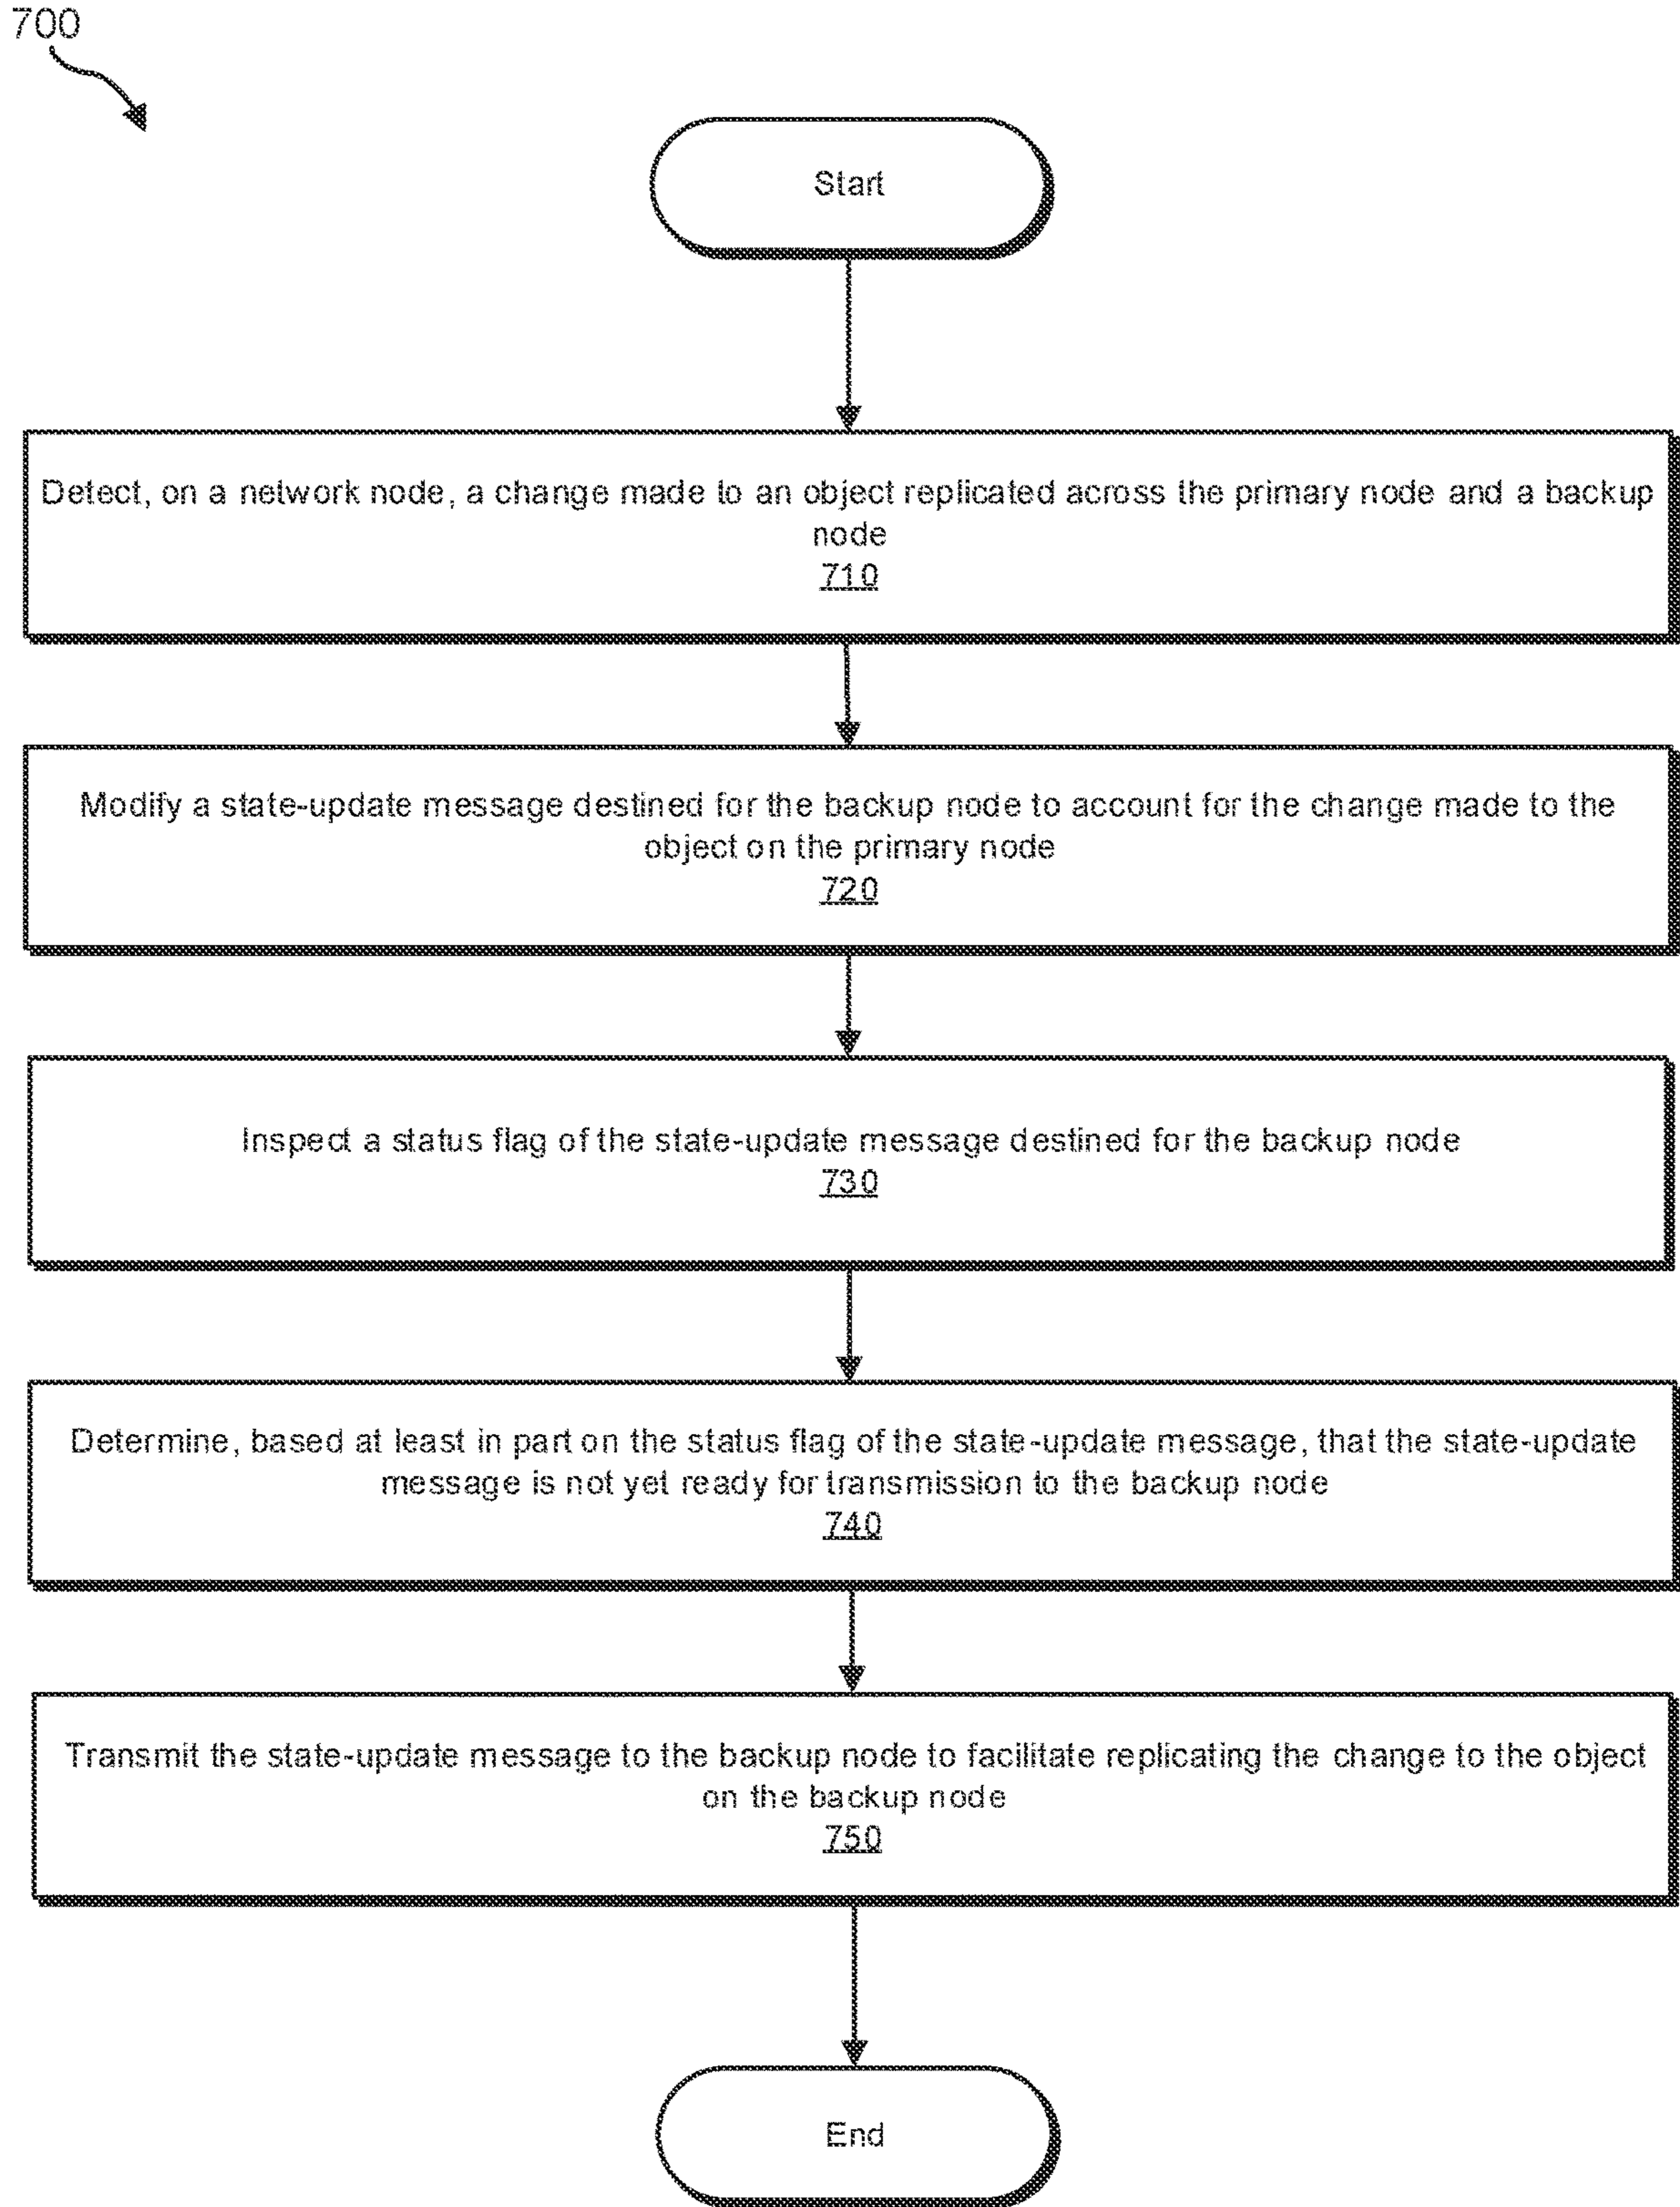 700
Start
Detect, on a network node, a change made to an object replicated across the primary node and a backup
node
710
Modify a state-update message destined for the backup node to account for the change made to the
object on the primary node
720
Inspect a status flag of the state-update message destined for the backup node
730
Determine, based at least in part on the status flag of the state-update message, that the state-update
message is not yet ready for transmission to the backup node
740
Transmit the state-update message to the backup node to facilitate replicating the change to the object
on the backup node
750
End